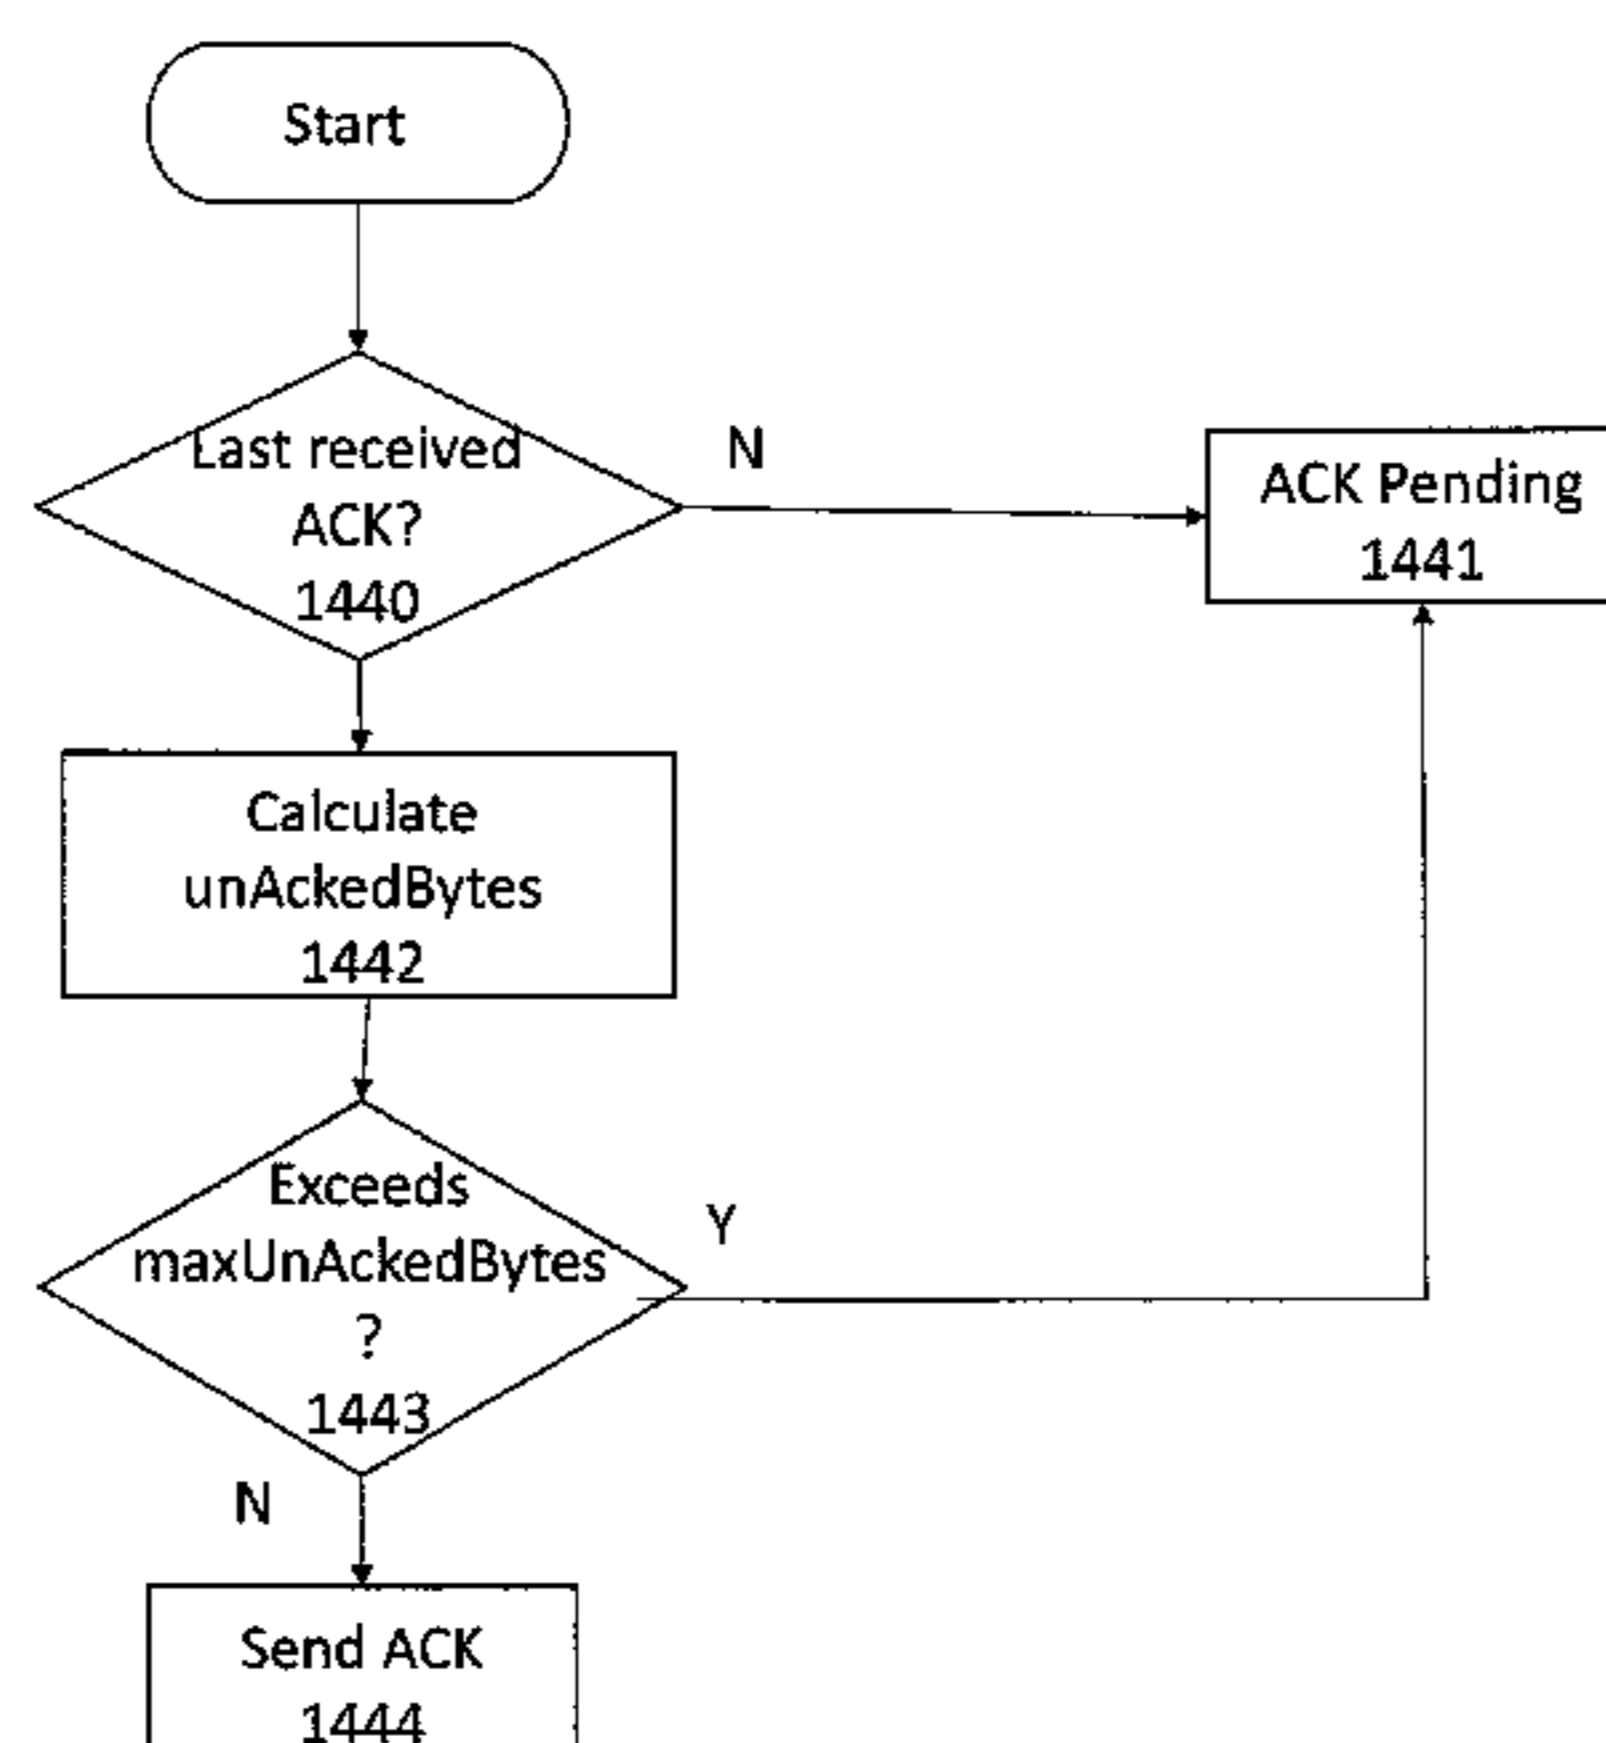 Start
Last received
ACK?
1440
N
ACK Pending
1441
Calculate
unAckedBytes
1442
Exceeds
maxUnAckedBytes
?
1443
Y
N
Send ACK
1444